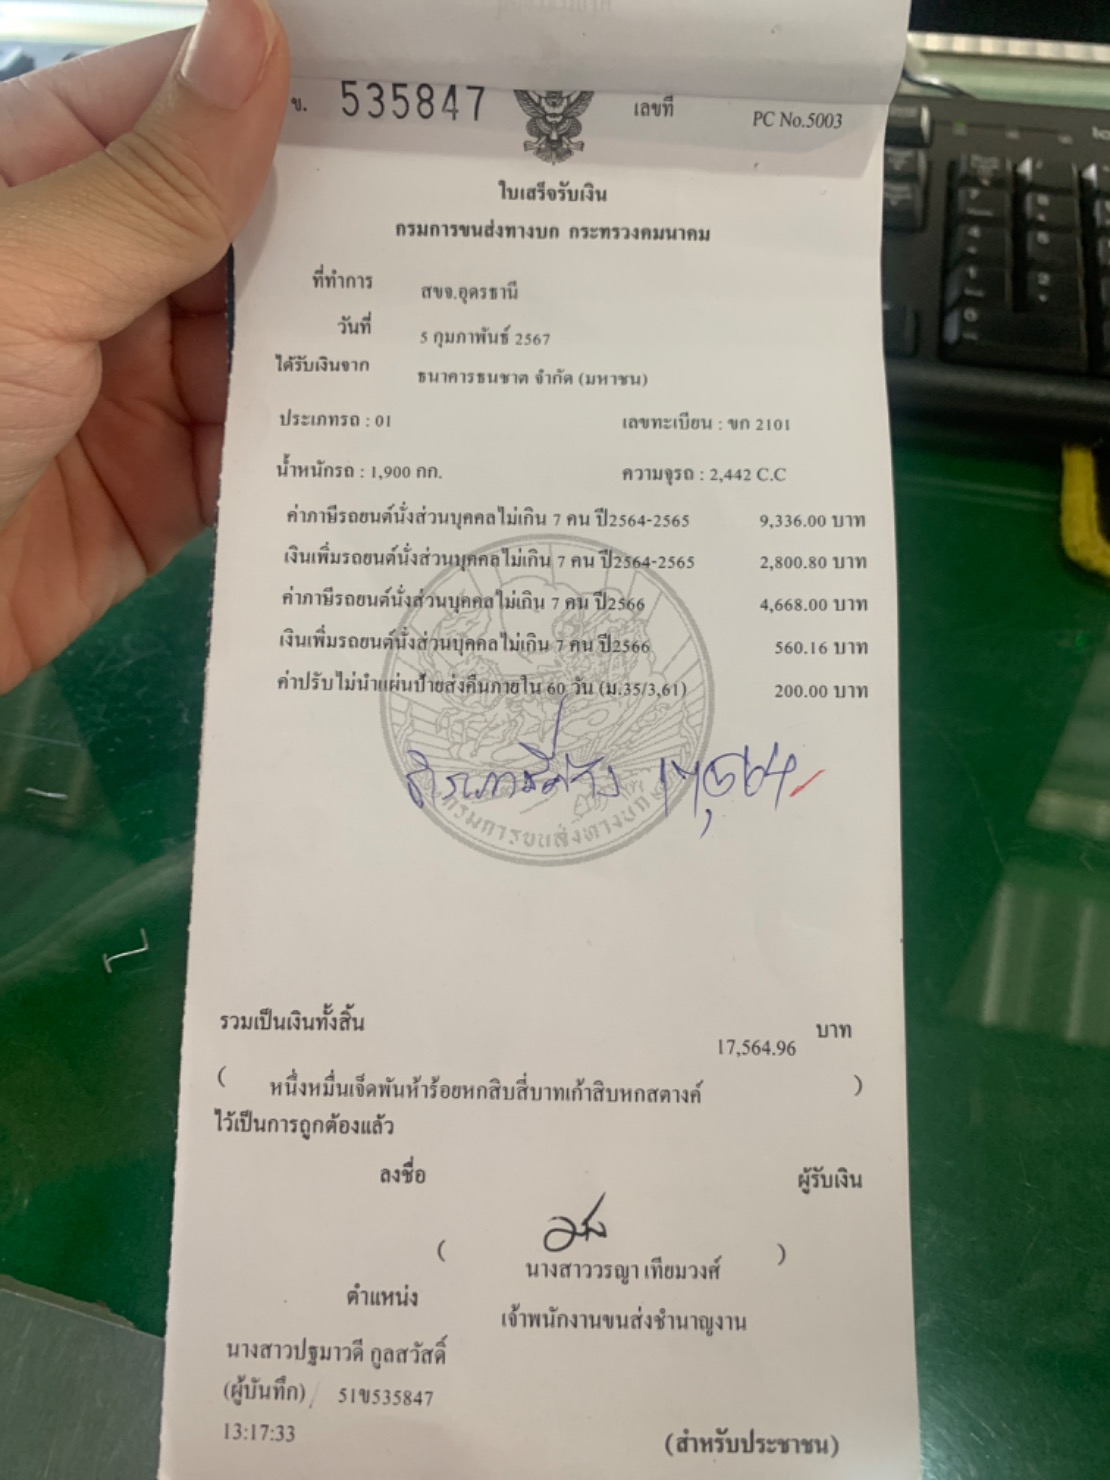 ข. 535847 เลขที่ PC No.5003
ใบเสร็จรับเงิน
กรมการขนส่งทางบก กระทรวงคมนาคม
ที่ทำการ สขจ.อุดรธานี
วันที่ 5 กุมภาพันธ์ 2567
ได้รับเงินจาก ธนาคารธนชาต จำกัด (มหาชน)
ประเภทรถ : 01 เลขทะเบียน : ขก 2101
น้ำหนักรถ : 1,900 กก. ความจุรถ : 2,442 C.C
ค่าภาษีรถยนต์นั่งส่วนบุคคลไม่เกิน 7 คน ปี2564-2565 9,336.00 บาท
เงินเพิ่มรถยนต์นั่งส่วนบุคคลไม่เกิน 7 คน ปี2564-2565 2,800.80 บาท
ค่าภาษีรถยนต์นั่งส่วนบุคคลไม่เกิน 7 คน ปี2566 4,668.00 บาท
เงินเพิ่มรถยนต์นั่งส่วนบุคคลไม่เกิน 7 คน ปี2566 560.16 บาท
ค่าปรับไม่นำแผ่นป้ายส่งคืนภายใน 60 วัน (ม.35/3,61) 200.00 บาท
กรมการขนส่งทางบก
รวมเป็นเงินทั้งสิ้น 17,564.96 บาท
( หนึ่งหมื่นเจ็ดพันห้าร้อยหกสิบสี่บาทเก้าสิบหกสตางค์ )
ไว้เป็นการถูกต้องแล้ว
ลงชื่อ ผู้รับเงิน
( นางสาววรญา เทียมวงศ์ )
ตำแหน่ง เจ้าพนักงานขนส่งชำนาญงาน
นางสาวปฐมาวดี กูลสวัสดิ์
(ผู้บันทึก) / 51ข535847
13:17:33 (สำหรับประชาชน)